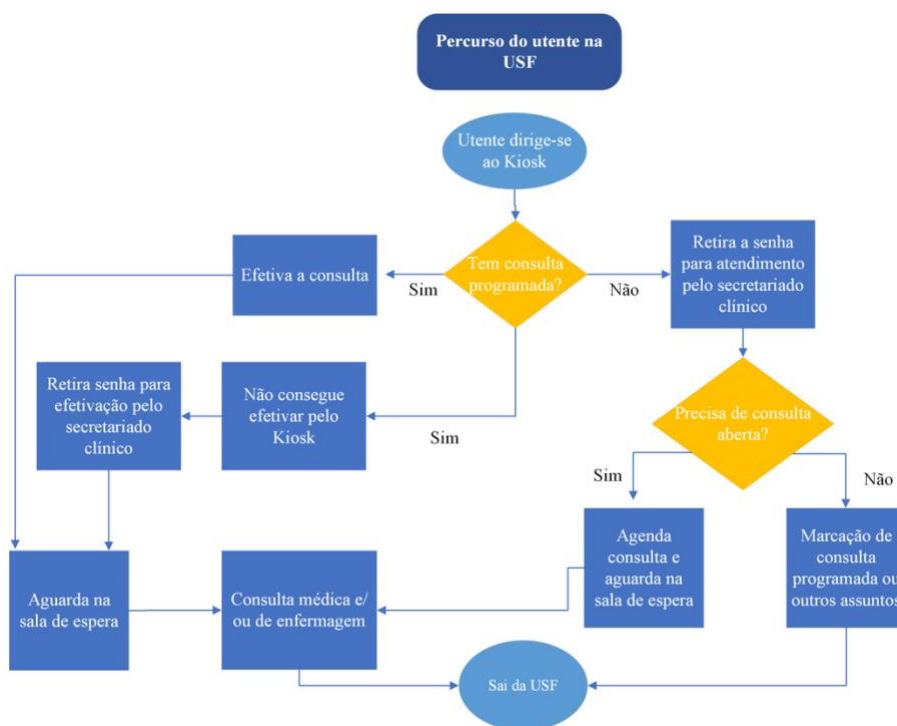 Percurso do utente na
USF
Utente dirige-se
ao Kiosk
Tem consulta
programada?
Sim
Não
Efetiva a consulta
Retira a senha
para atendimento
pelo secretariado
clínico
Retira senha para
efetivação pelo
secretariado
clínico
Não consegue
efetivar pelo
Kiosk
Sim
Precisa de consulta
aberta?
Sim
Não
Aguarda na
sala de espera
Consulta médica e/
ou de enfermagem
Agenda
consulta e
aguarda na
sala de espera
Marcação de
consulta
programada ou
outros assuntos
Sai da USF